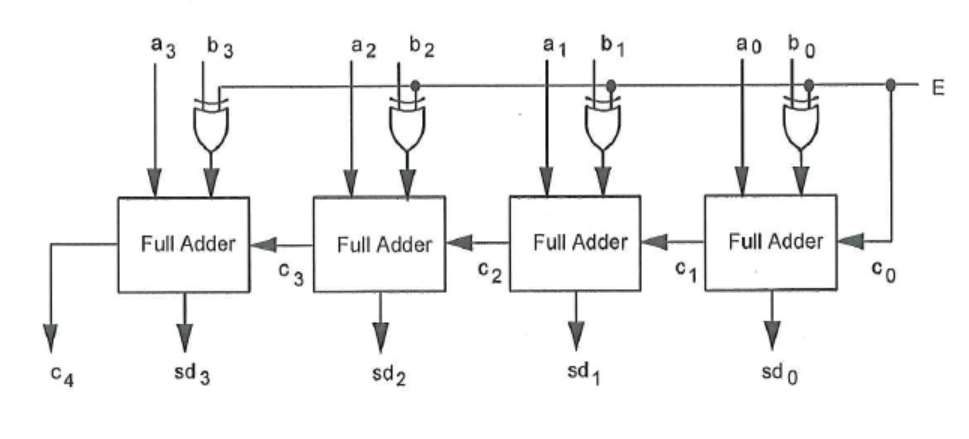 a3 b3 a2 b2 a1 b1 a0 b0
E
Full Adder Full Adder Full Adder Full Adder
c3 c2 c1 c0
c4 sd3 sd2 sd1 sd0